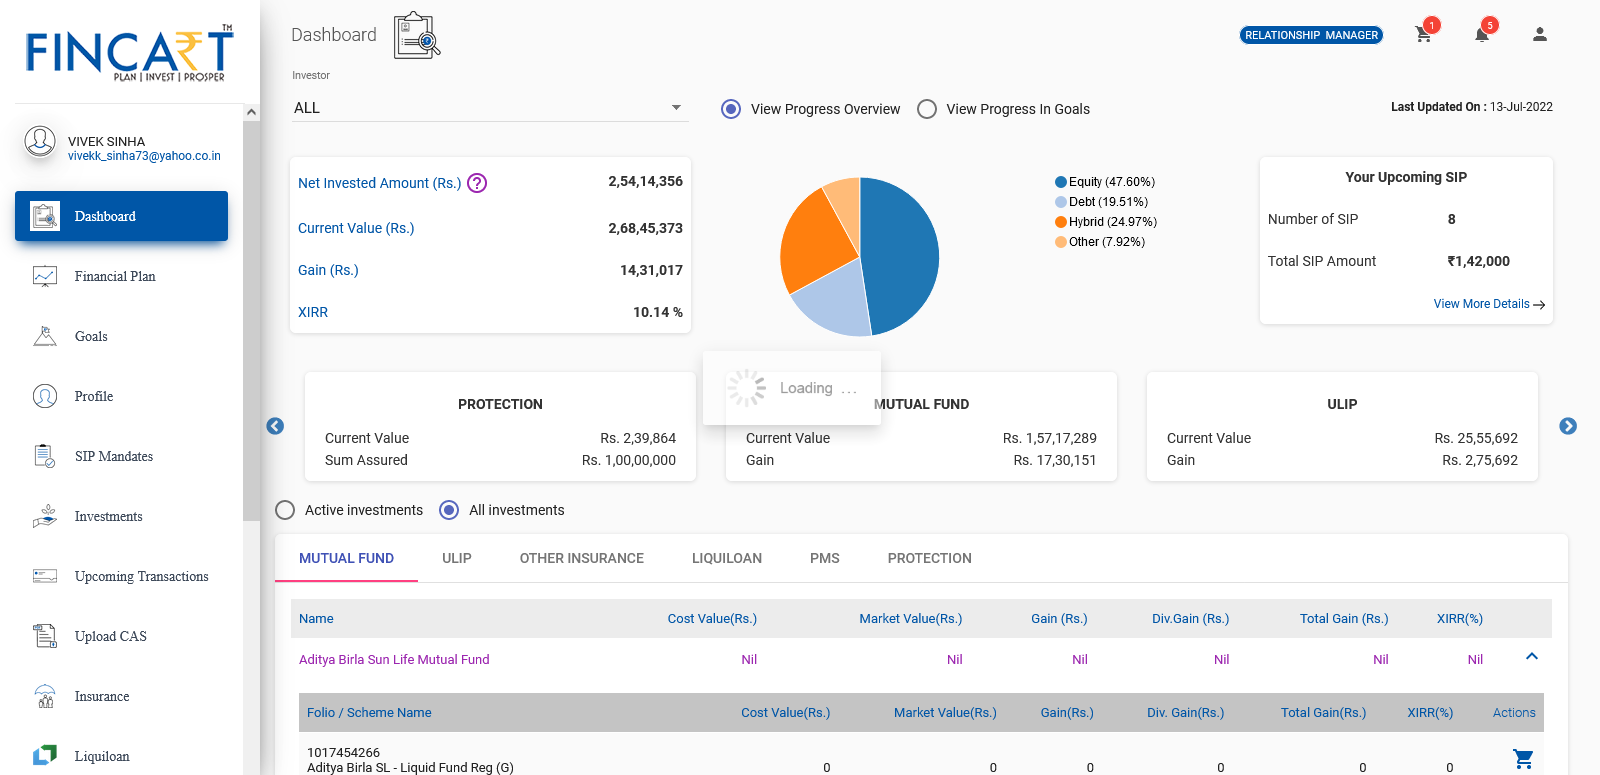 FINCART TM
PLAN | INVEST | PROSPER
VIVEK SINHA
vivekk_sinha73@yahoo.co.in
Dashboard
Financial Plan
Goals
Profile
SIP Mandates
Investments
Upcoming Transactions
Upload CAS
Insurance
Liquiloan
Dashboard
RELATIONSHIP MANAGER
1
5
Investor
ALL
View Progress Overview View Progress In Goals
Last Updated On : 13-Jul-2022
Net Invested Amount (Rs.) ? 2,54,14,356
Current Value (Rs.) 2,68,45,373
Gain (Rs.) 14,31,017
XIRR 10.14 %
Equity (47.60%)
Debt (19.51%)
Hybrid (24.97%)
Other (7.92%)
Your Upcoming SIP
Number of SIP 8
Total SIP Amount ₹1,42,000
View More Details
Loading ...
PROTECTION
Current Value Rs. 2,39,864
Sum Assured Rs. 1,00,00,000
MUTUAL FUND
Current Value Rs. 1,57,17,289
Gain Rs. 17,30,151
ULIP
Current Value Rs. 25,55,692
Gain Rs. 2,75,692
Active investments All investments
MUTUAL FUND ULIP OTHER INSURANCE LIQUILOAN PMS PROTECTION
Name Cost Value(Rs.) Market Value(Rs.) Gain (Rs.) Div.Gain (Rs.) Total Gain (Rs.) XIRR(%)
Aditya Birla Sun Life Mutual Fund Nil Nil Nil Nil Nil Nil
Folio / Scheme Name Cost Value(Rs.) Market Value(Rs.) Gain(Rs.) Div. Gain(Rs.) Total Gain(Rs.) XIRR(%) Actions
1017454266
Aditya Birla SL - Liquid Fund Reg (G) 0 0 0 0 0 0